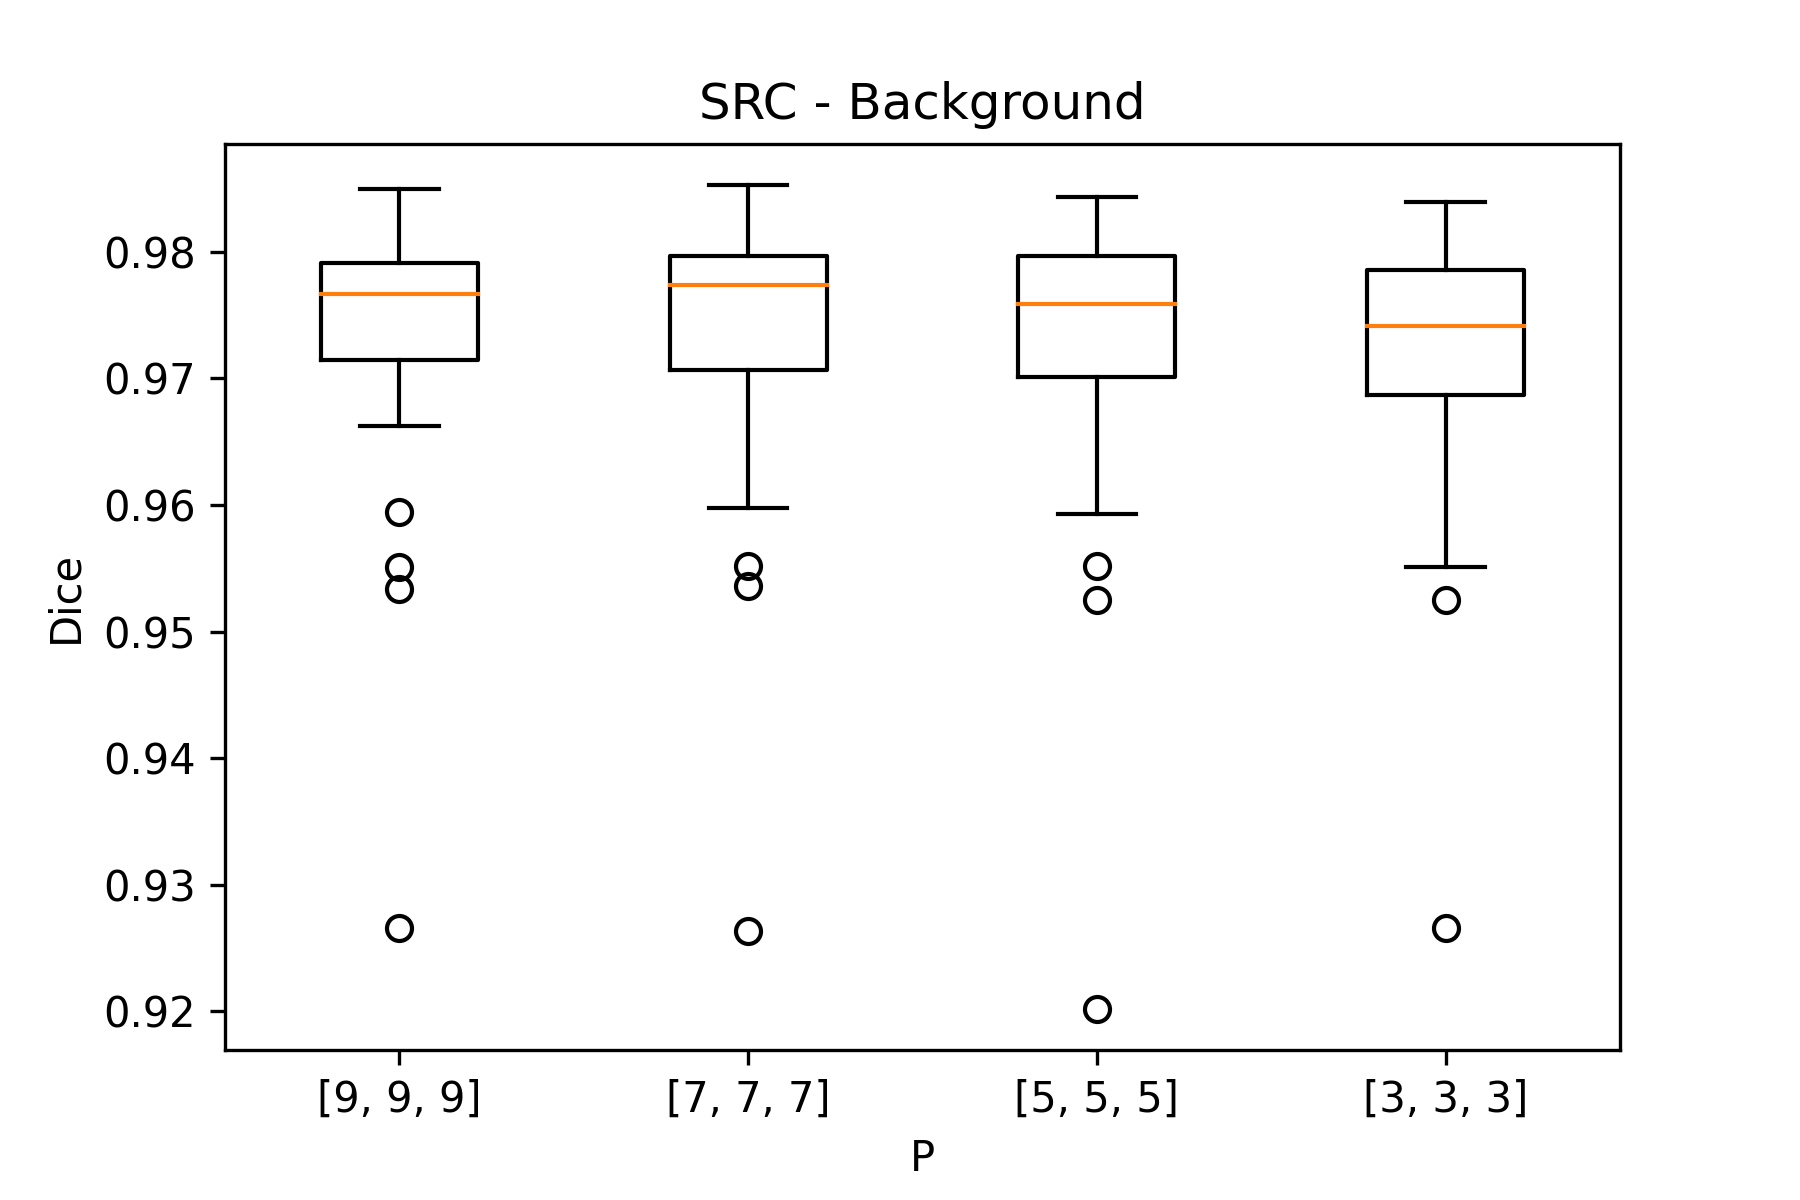 SRC - Background
0.98
0.97
0.96
0.95
0.94
0.93
0.92
Dice
[9, 9, 9]
[7, 7, 7]
[5, 5, 5]
[3, 3, 3]
P